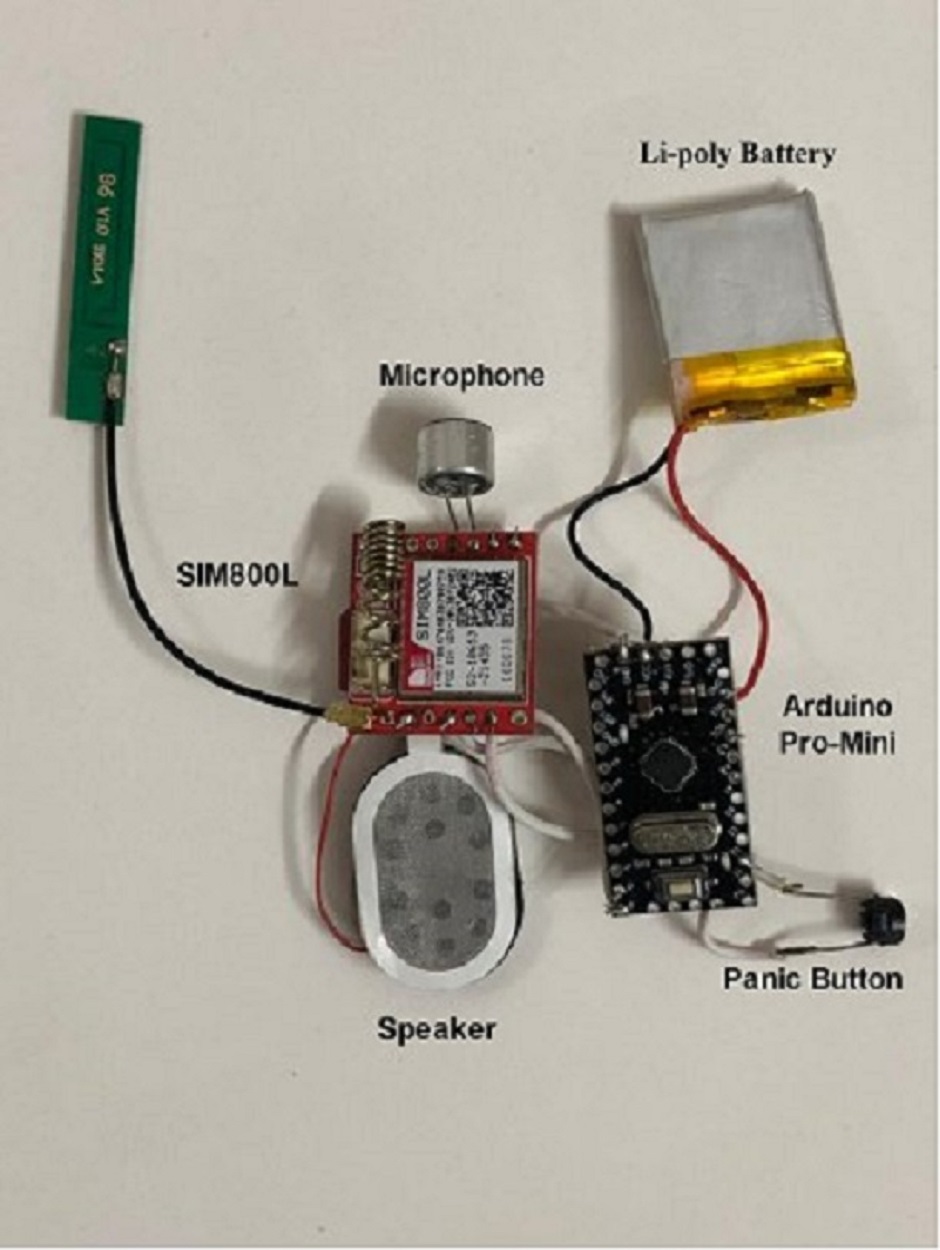 SIM800L
Microphone
Speaker
SIM800L
Li-poly Battery
Arduino
Pro-Mini
Panic Button